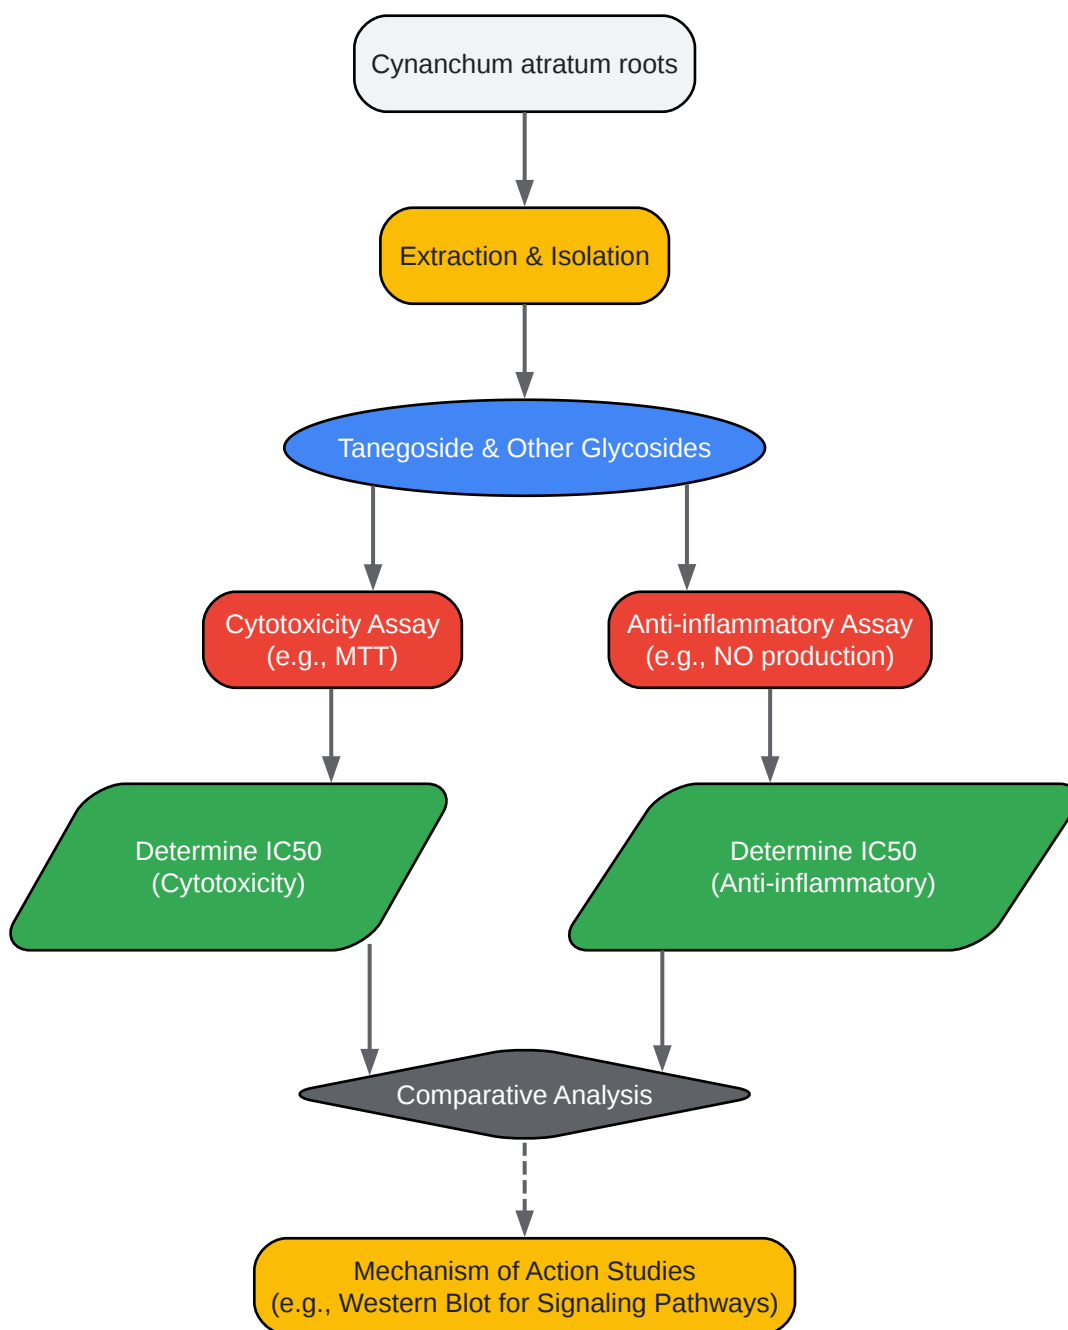 Cynanchum atratum roots
Extraction & Isolation
Tanegoside & Other Glycosides
Cytotoxicity Assay
(e.g., MTT)
Anti-inflammatory Assay
(e.g., NO production)
Determine IC50
(Cytotoxicity)
Determine IC50
(Anti-inflammatory)
Comparative Analysis
Mechanism of Action Studies
(e.g., Western Blot for Signaling Pathways)